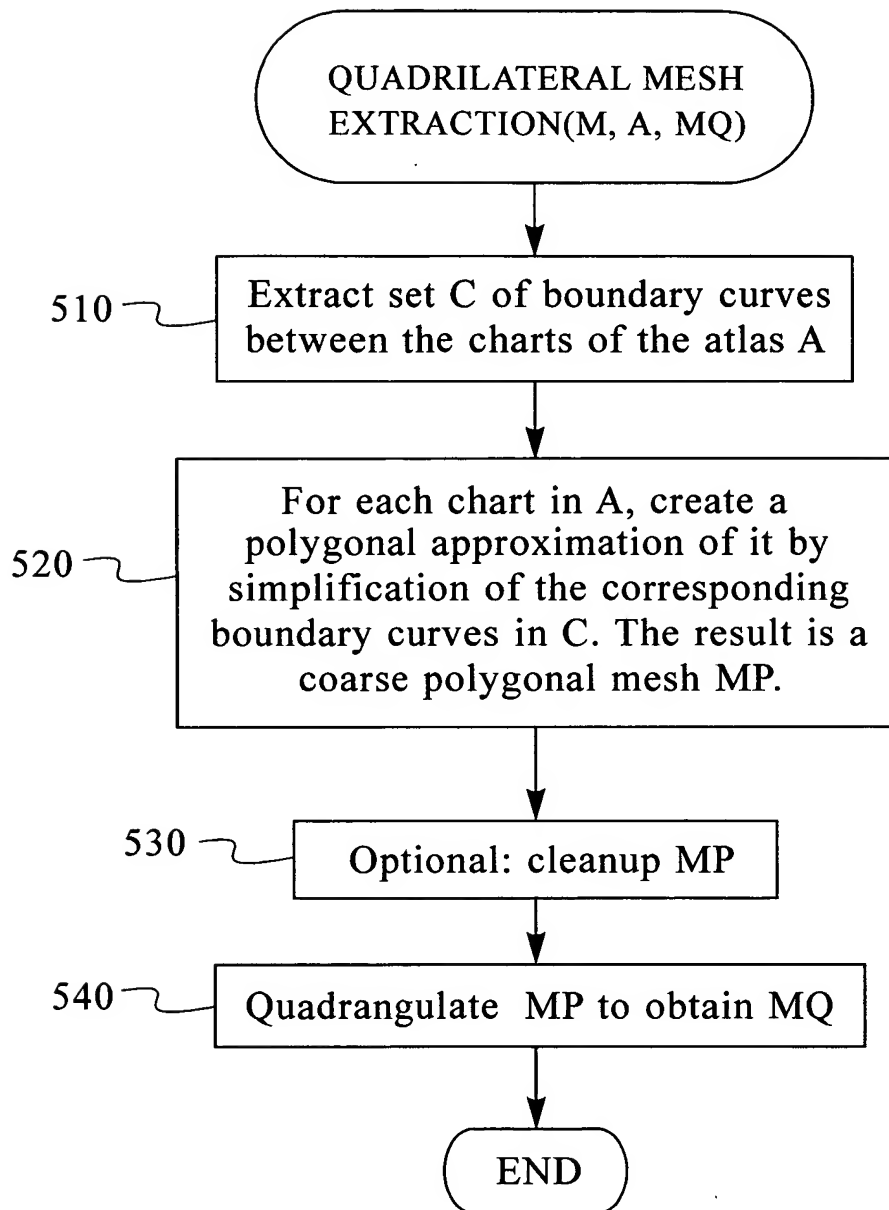 QUADRILATERAL MESH
EXTRACTION(M, A, MQ)
510
Extract set C of boundary curves
between the charts of the atlas A
520
For each chart in A, create a
polygonal approximation of it by
simplification of the corresponding
boundary curves in C. The result is a
coarse polygonal mesh MP.
530
Optional: cleanup MP
540
Quadrangulate MP to obtain MQ
END